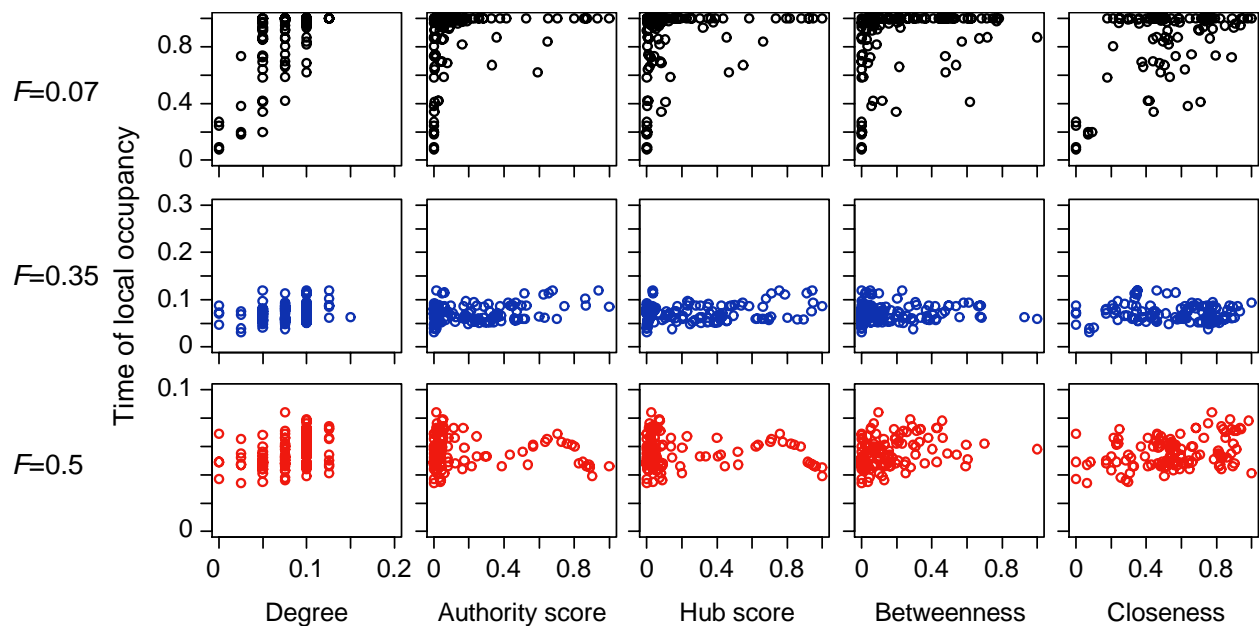 F=0.07
0.8
0.4
0
Time of local occupancy
F=0.35
0.3
0.2
0.1
0
F=0.5
0.1
0
0 0.1 0.2
0 0.4 0.8
0 0.4 0.8
0 0.4 0.8
0 0.4 0.8
Degree
Authority score
Hub score
Betweenness
Closeness